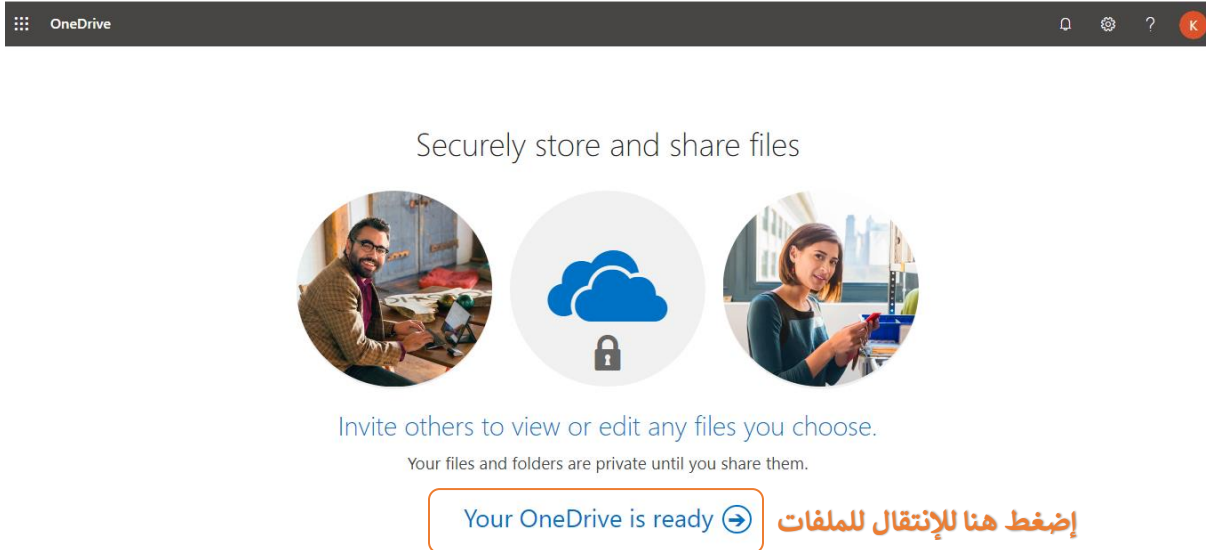 OneDrive ? K
Securely store and share files
Invite others to view or edit any files you choose.
Your files and folders are private until you share them.
Your OneDrive is ready إضغط هنا للإنتقال للملفات